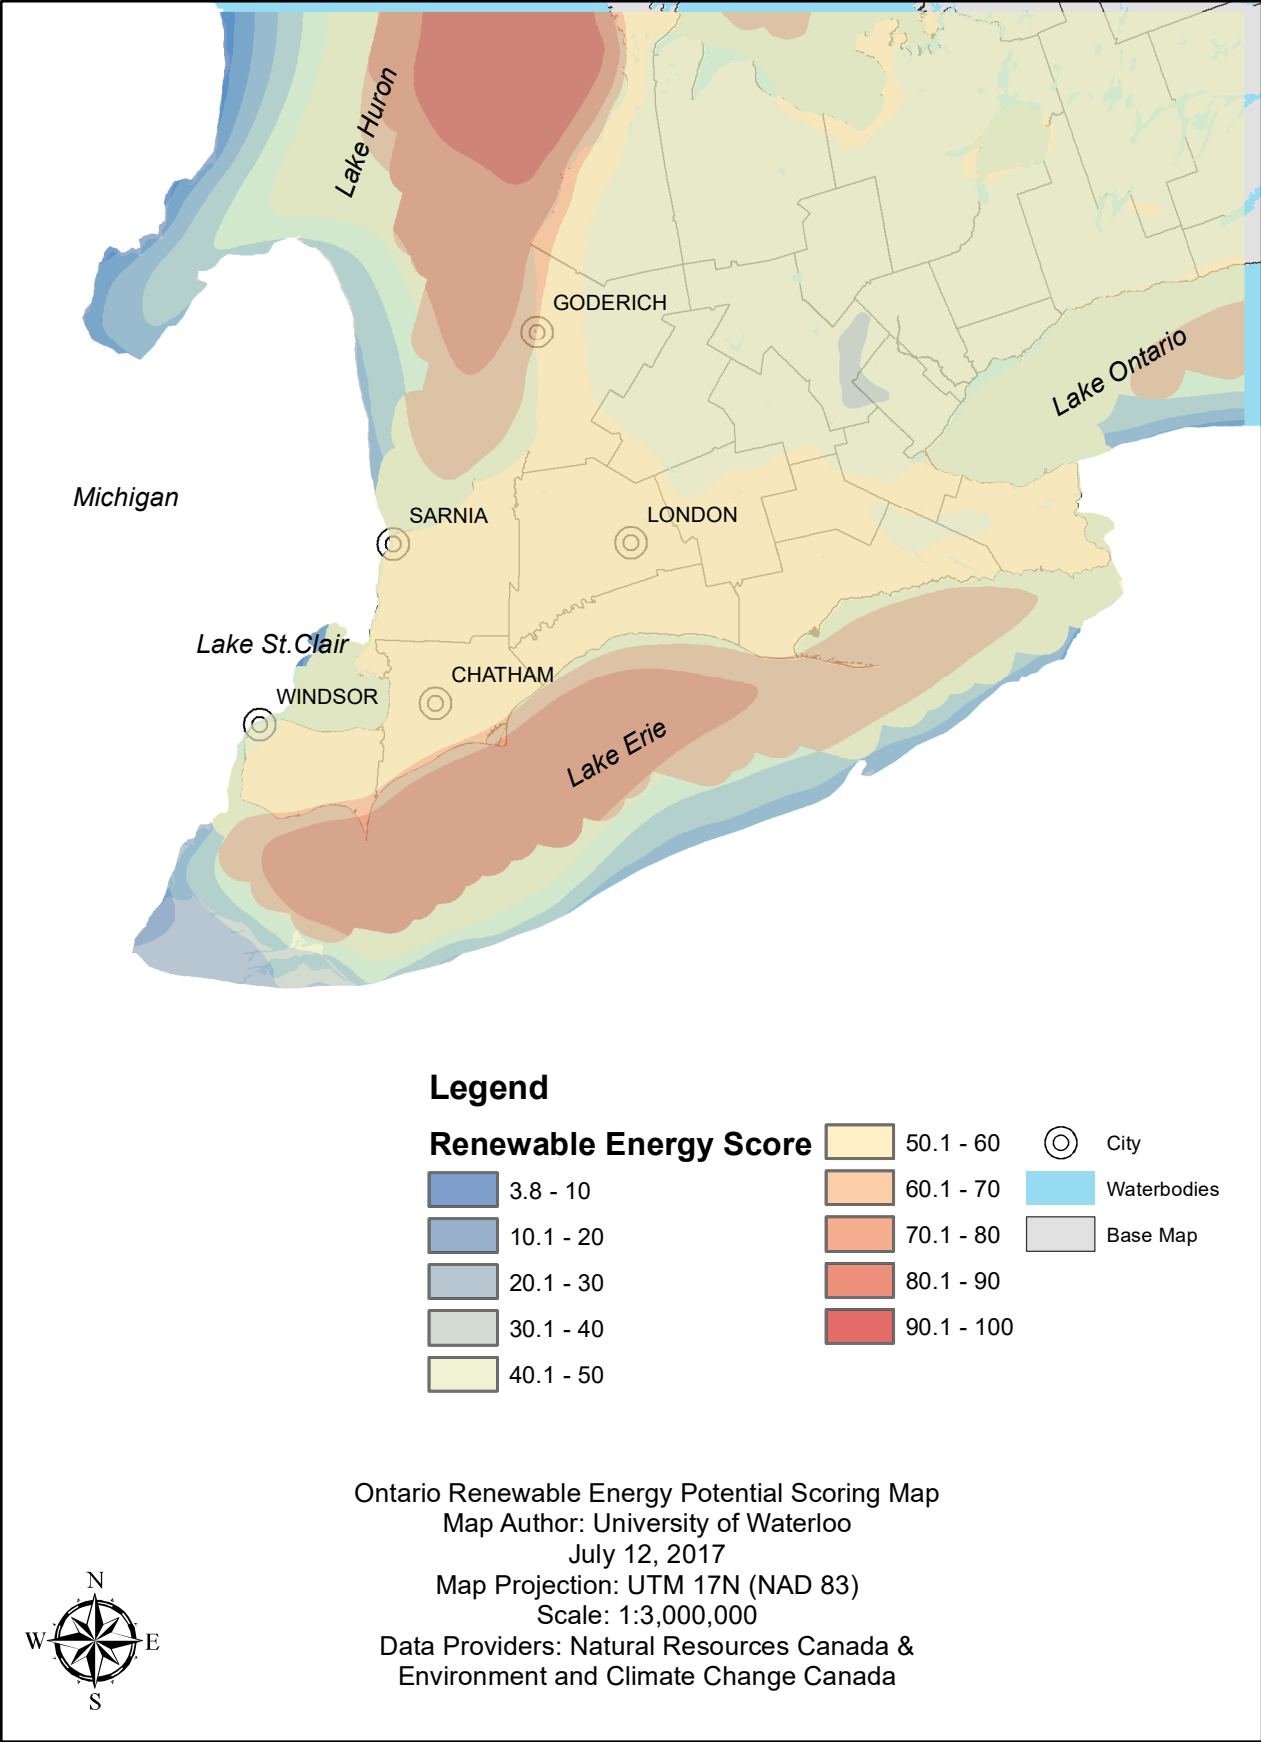 Lake Huron
GODERICH
Lake Ontario
Michigan
SARNIA
LONDON
Lake St.Clair
CHATHAM
WINDSOR
Lake Erie
Legend
Renewable Energy Score
3.8 - 10
10.1 - 20
20.1 - 30
30.1 - 40
40.1 - 50
50.1 - 60
60.1 - 70
70.1 - 80
80.1 - 90
90.1 - 100
City
Waterbodies
Base Map
Ontario Renewable Energy Potential Scoring Map
Map Author: University of Waterloo
July 12, 2017
Map Projection: UTM 17N (NAD 83)
Scale: 1:3,000,000
Data Providers: Natural Resources Canada &
Environment and Climate Change Canada
N
W E
S